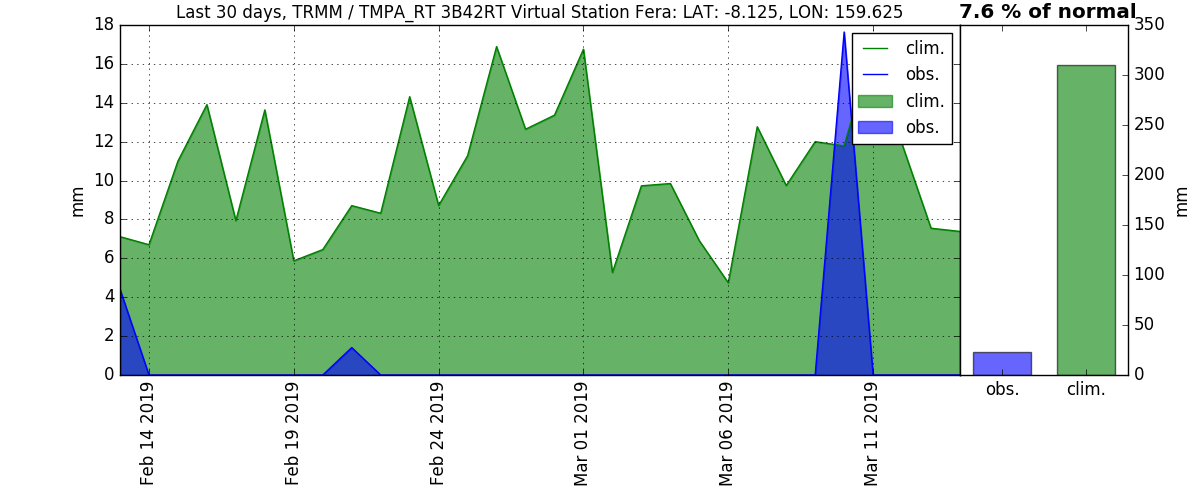 Last 30 days, TRMM / TMPA_RT 3B42RT Virtual Station Fera: LAT: -8.125, LON: 159.625
7.6 % of normal
18
16
14
12
10
8
6
4
2
0
mm
clim.
obs.
clim.
obs.
Feb 14 2019
Feb 19 2019
Feb 24 2019
Mar 01 2019
Mar 06 2019
Mar 11 2019
350
300
250
200
150
100
50
0
mm
obs.
clim.